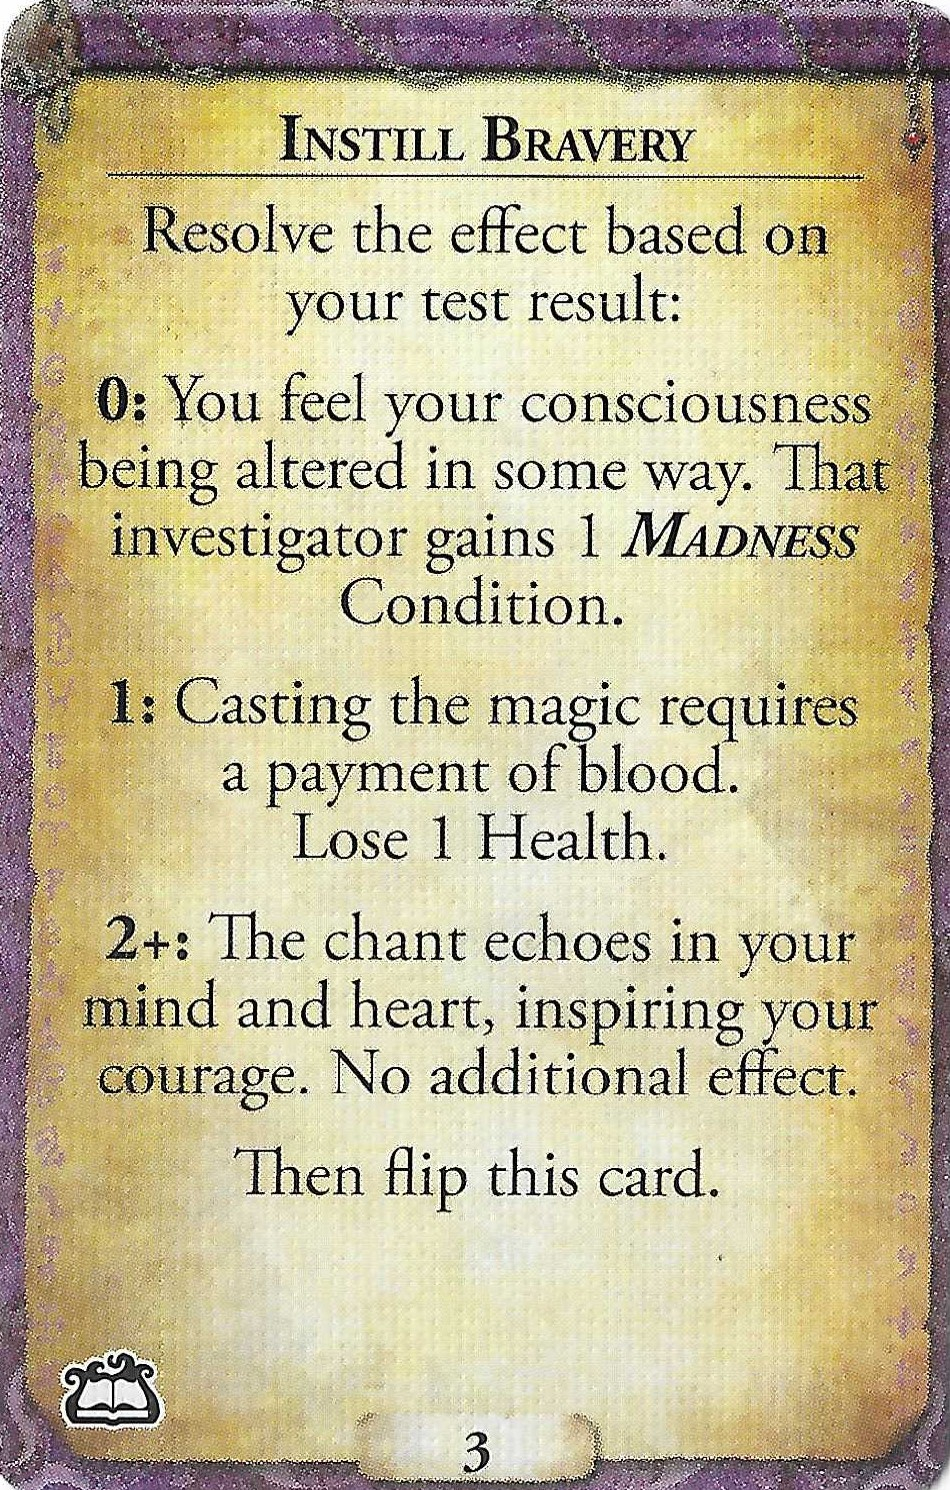 INSTILL BRAVERY
Resolve the effect based on
your test result:
0: You feel your consciousness
being altered in some way. That
investigator gains 1 MADNESS
Condition.
1: Casting the magic requires
a payment of blood.
Lose 1 Health.
2+: The chant echoes in your
mind and heart, inspiring your
courage. No additional effect.
Then flip this card.
3